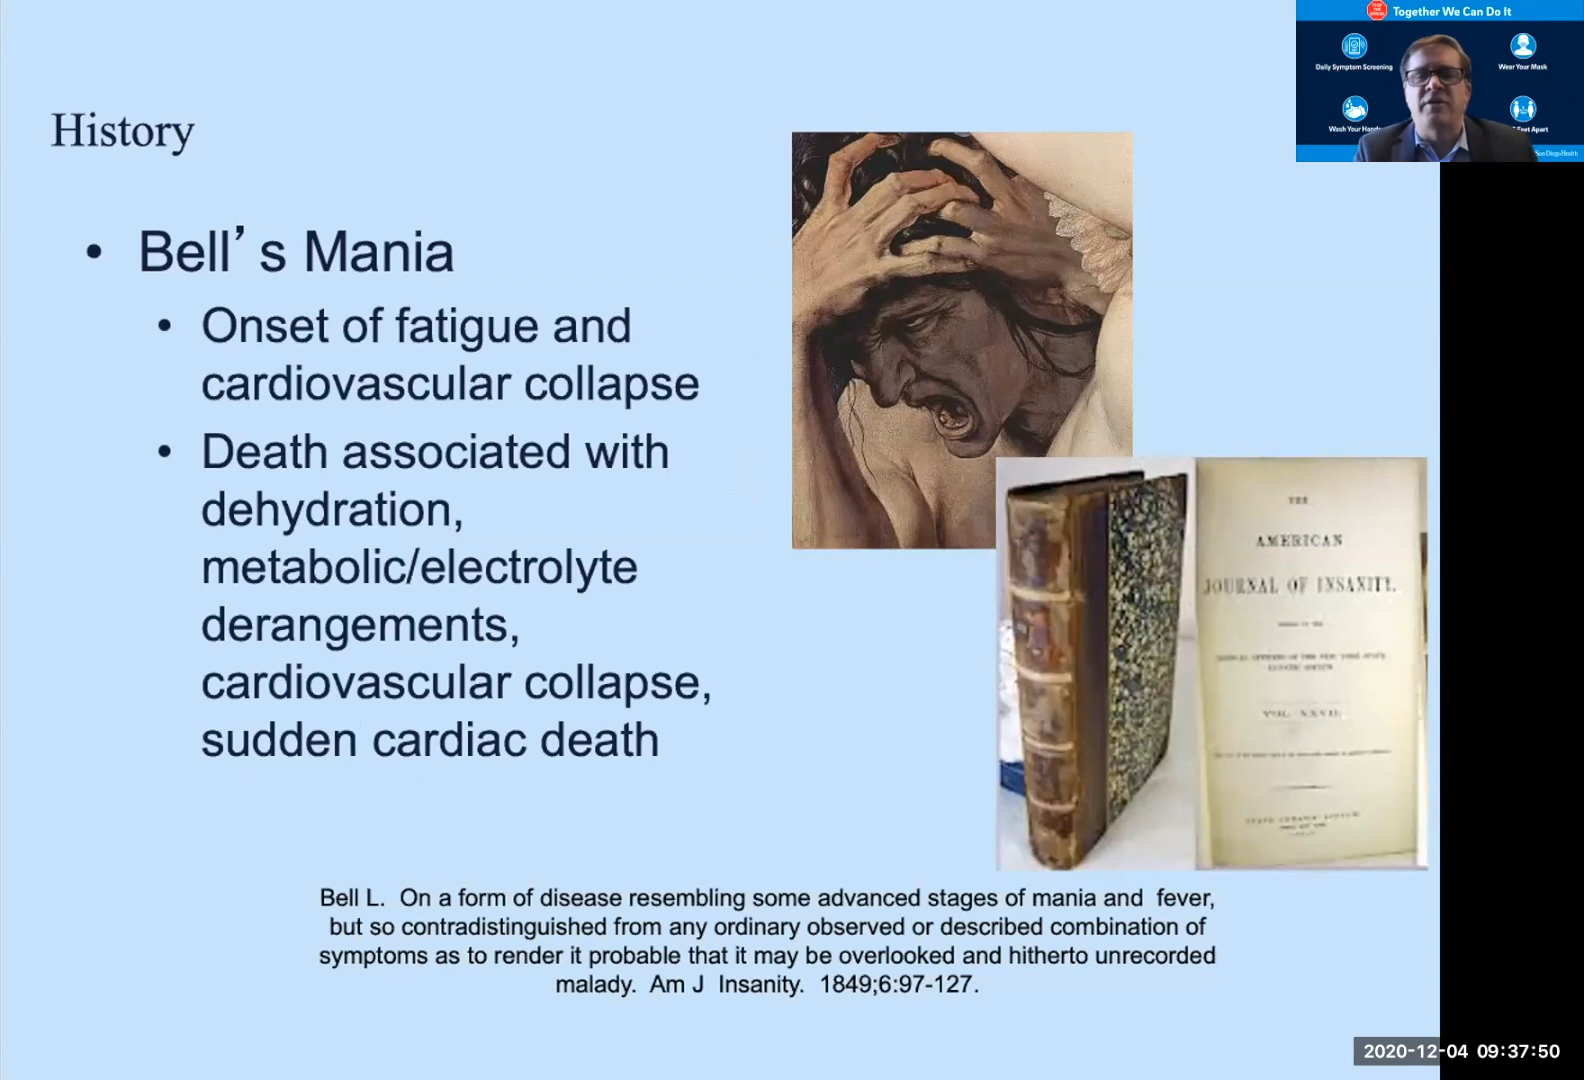 Together We Can Do It
Daily Symptom Screening
Wear Your Mask
Wash Your Hands
Feet Apart
San Diego Health
History
• Bell’s Mania
• Onset of fatigue and
cardiovascular collapse
• Death associated with
dehydration,
metabolic/electrolyte
derangements,
cardiovascular collapse,
sudden cardiac death
THE
AMERICAN
JOURNAL OF INSANITY.
VOL. XXVII.
Bell L. On a form of disease resembling some advanced stages of mania and fever,
but so contradistinguished from any ordinary observed or described combination of
symptoms as to render it probable that it may be overlooked and hitherto unrecorded
malady. Am J Insanity. 1849;6:97-127.
2020-12-04 09:37:50